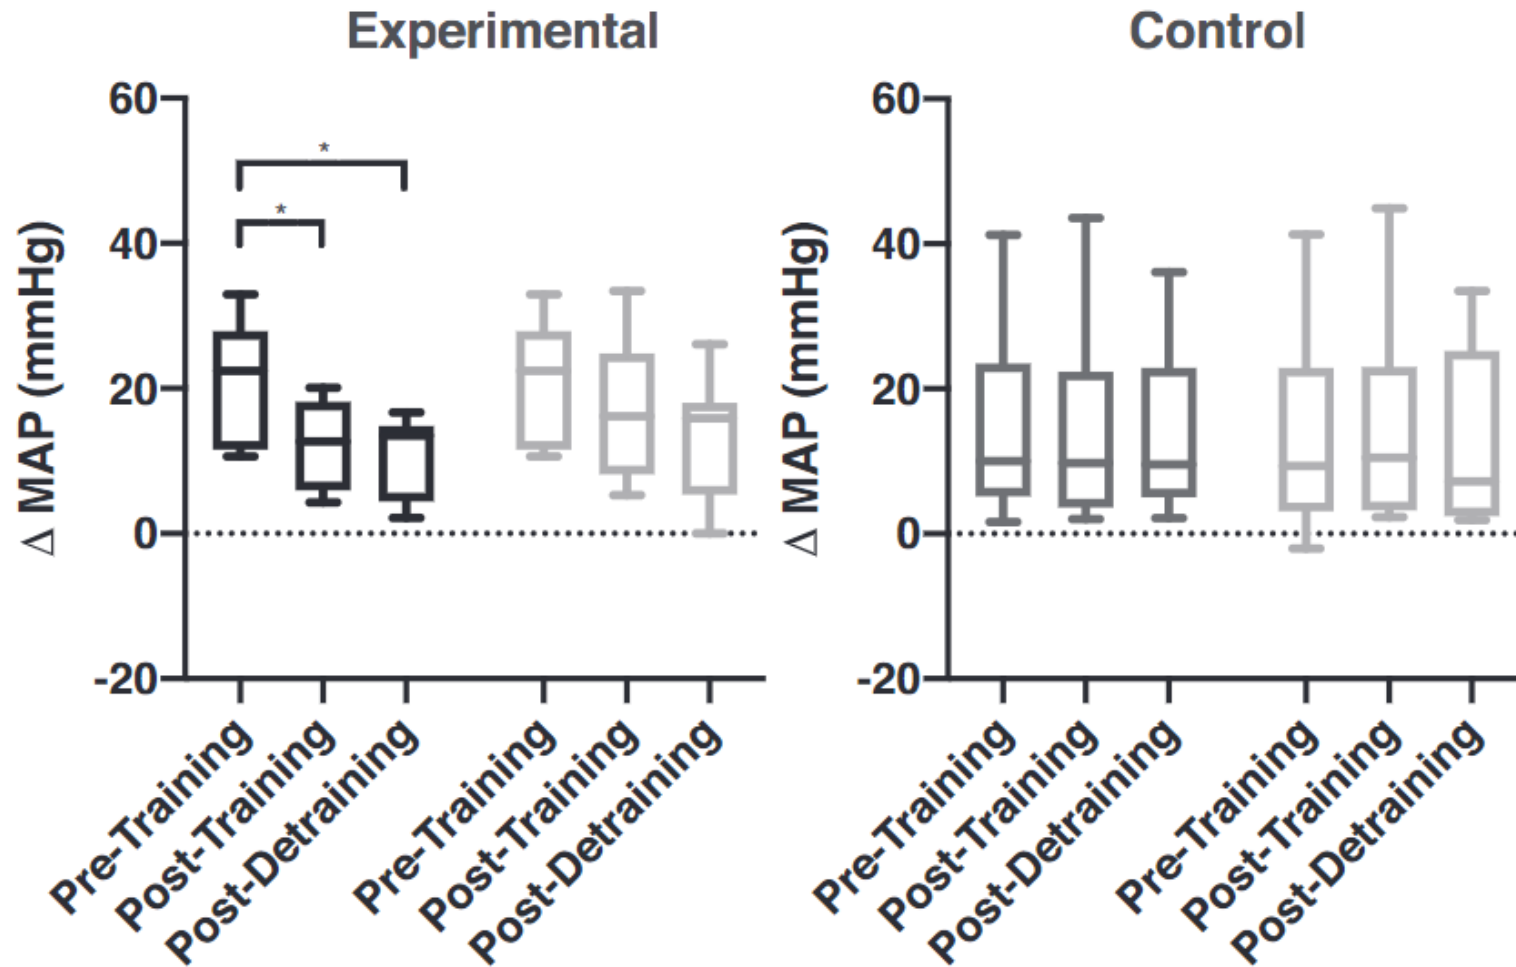 Experimental
Control
60
40
20
0
-20
Δ MAP (mmHg)
*
*
Pre-Training
Post-Training
Post-Detraining
Pre-Training
Post-Training
Post-Detraining
60
40
20
0
-20
Δ MAP (mmHg)
Pre-Training
Post-Training
Post-Detraining
Pre-Training
Post-Training
Post-Detraining